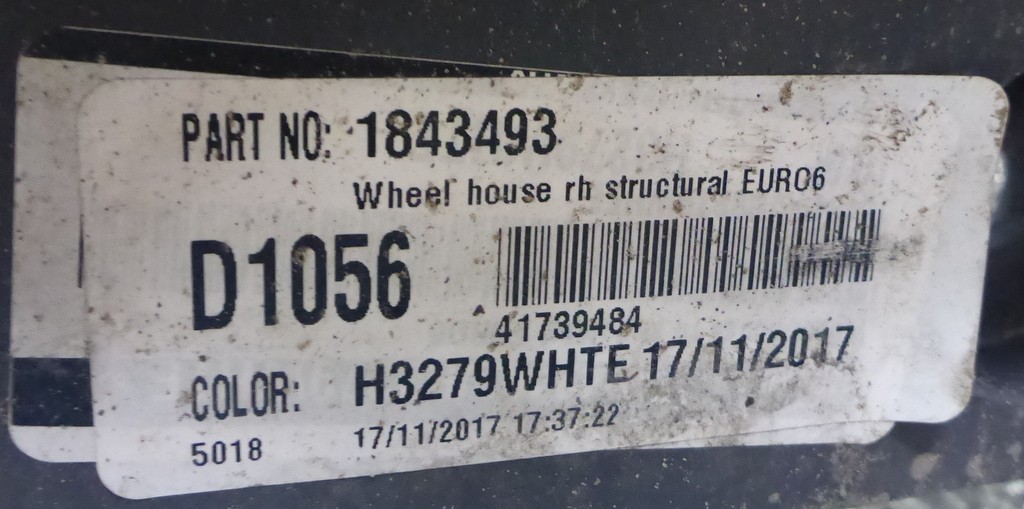 PART NO: 1843493
Wheel house rh structural EURO6
D1056
41739484
COLOR: H3279WHTE 17/11/2017
5018 17/11/2017 17:37:22